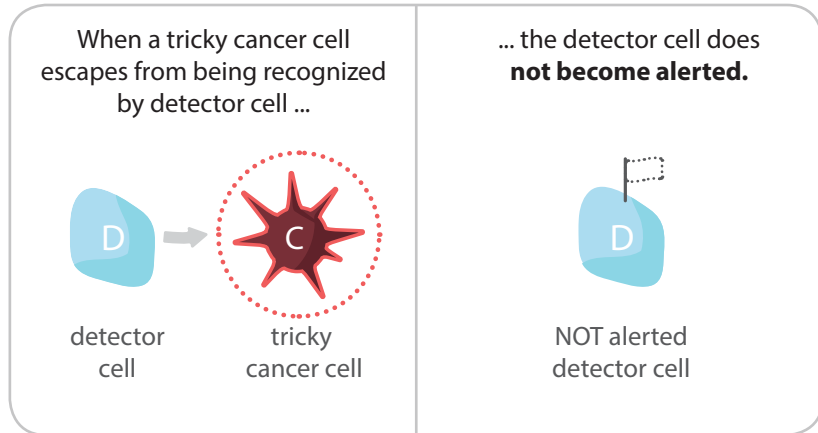 When a tricky cancer cell
escapes from being recognized
by detector cell ...
D
C
detector
cell
tricky
cancer cell
... the detector cell does
not become alerted.
D
NOT alerted
detector cell